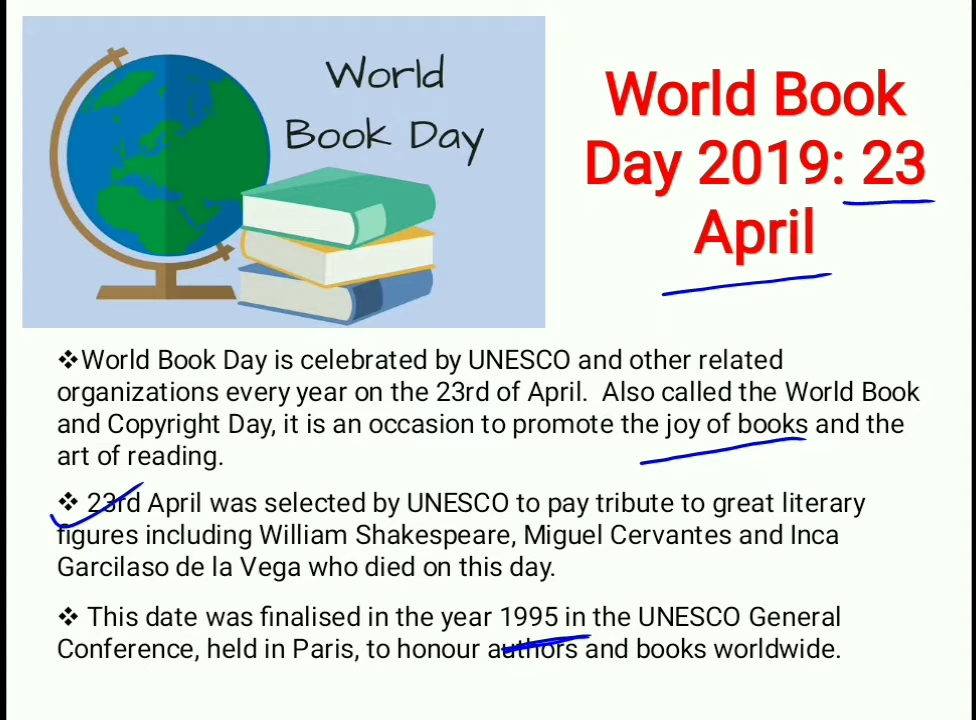 World
Book Day
World Book
Day 2019: 23
April
❖World Book Day is celebrated by UNESCO and other related
organizations every year on the 23rd of April.  Also called the World Book
and Copyright Day, it is an occasion to promote the joy of books and the
art of reading.
❖ 23rd April was selected by UNESCO to pay tribute to great literary
figures including William Shakespeare, Miguel Cervantes and Inca
Garcilaso de la Vega who died on this day.
❖ This date was finalised in the year 1995 in the UNESCO General
Conference, held in Paris, to honour authors and books worldwide.